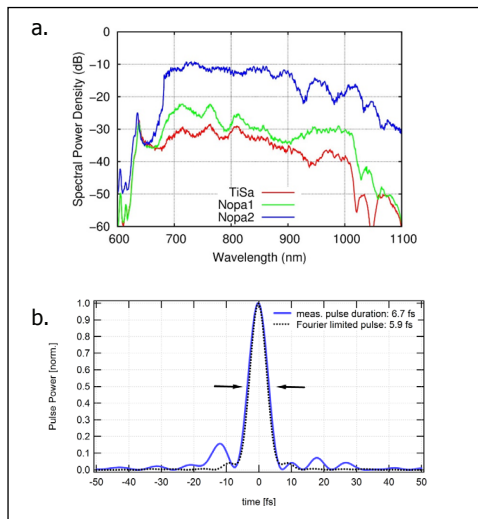 a.
Spectral Power Density (dB)
0
−10
−20
−30
−40
−50
−60
TiSa
Nopa1
Nopa2
600 700 800 900 1000 1100
Wavelength (nm)
b.
Pulse Power [norm.]
1.0
0.9
0.8
0.7
0.6
0.5
0.4
0.3
0.2
0.1
0.0
meas. pulse duration: 6.7 fs
Fourier limited pulse: 5.9 fs
-50 -40 -30 -20 -10 0 10 20 30 40 50
time [fs]